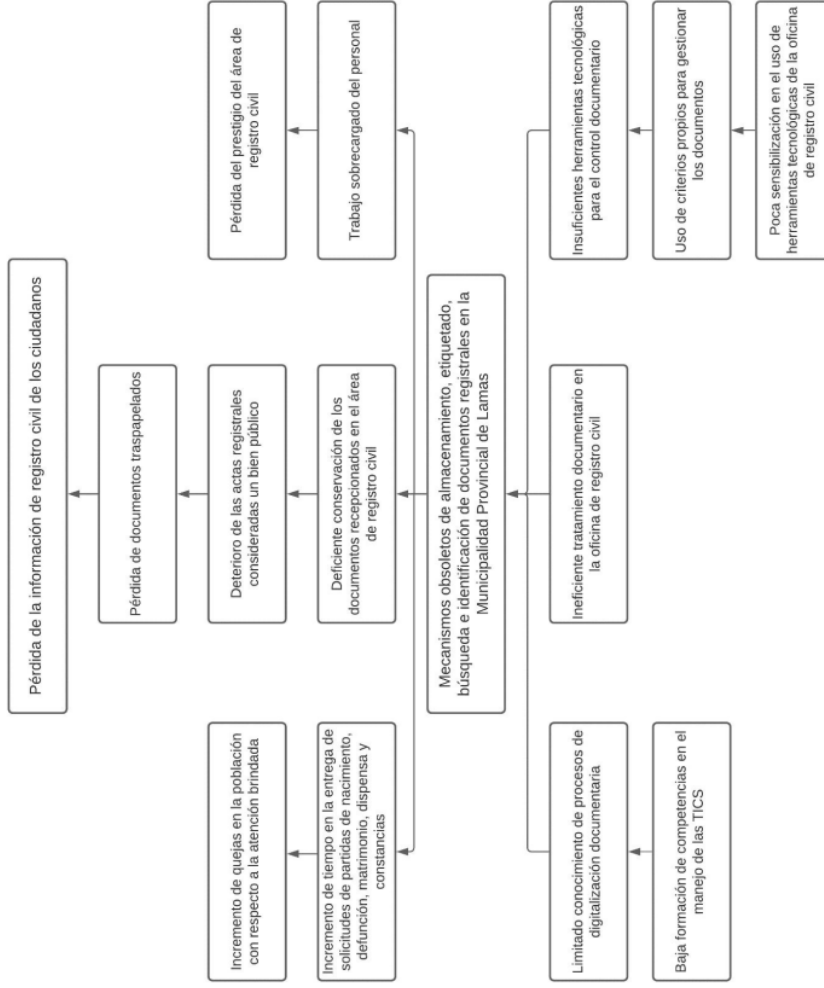 Pérdida de la información de registro civil de los ciudadanos
Pérdida de documentos traspapelados
Incremento de quejas en la población
con respecto a la atención brindada
Deterioro de las actas registrales
consideradas un bien público
Pérdida del prestigio del área de
registro civil
Incremento de tiempo en la entrega de
solicitudes de partidas de nacimiento,
defunción, matrimonio, dispensa y
constancias
Deficiente conservación de los
documentos recepcionados en el área
de registro civil
Trabajo sobrecargado del personal
Mecanismos obsoletos de almacenamiento, etiquetado,
búsqueda e identificación de documentos registrales en la
Municipalidad Provincial de Lamas
Limitado conocimiento de procesos de
digitalización documentaria
Ineficiente tratamiento documentario en
la oficina de registro civil
Insuficientes herramientas tecnológicas
para el control documentario
Baja formación de competencias en el
manejo de las TICS
Uso de criterios propios para gestionar
los documentos
Poca sensibilización en el uso de
herramientas tecnológicas de la oficina
de registro civil